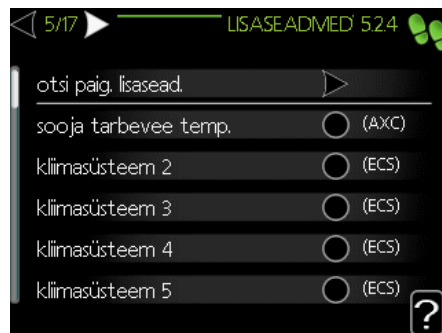 5/17 LISASEADMED 5.2.4
otsi paig. lisasead.
sooja tarbevee temp. (AXC)
kliimasüsteem 2 (ECS)
kliimasüsteem 3 (ECS)
kliimasüsteem 4 (ECS)
kliimasüsteem 5 (ECS)
?